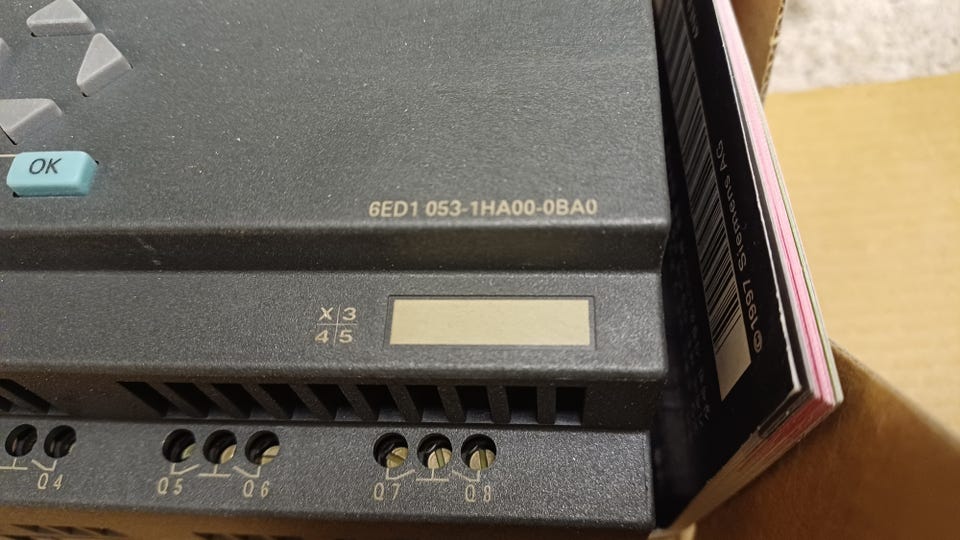 OK
6ED1 053-1HA00-0BA0
X 3
4 5
Q4
Q5
Q6
Q7
Q8
©1997 Siemens AG